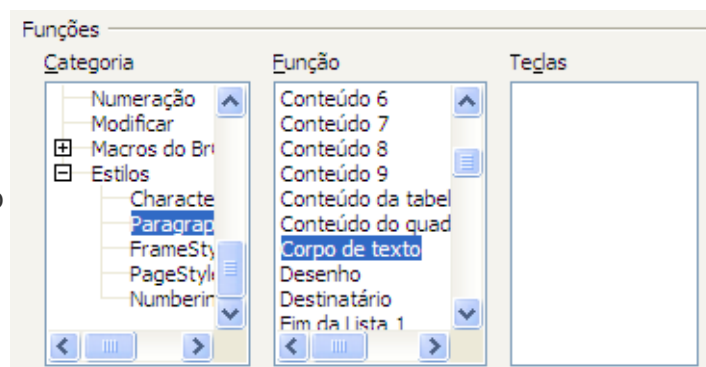 Funções
Categoria
Numeração
Modificar
Macros do Br
Estilos
Characte
Paragrap
FrameSty
PageStyl
Numberin
Função
Conteúdo 6
Conteúdo 7
Conteúdo 8
Conteúdo 9
Conteúdo da tabel
Conteúdo do quad
Corpo de texto
Desenho
Destinatário
Fim da Lista 1
Teclas
o